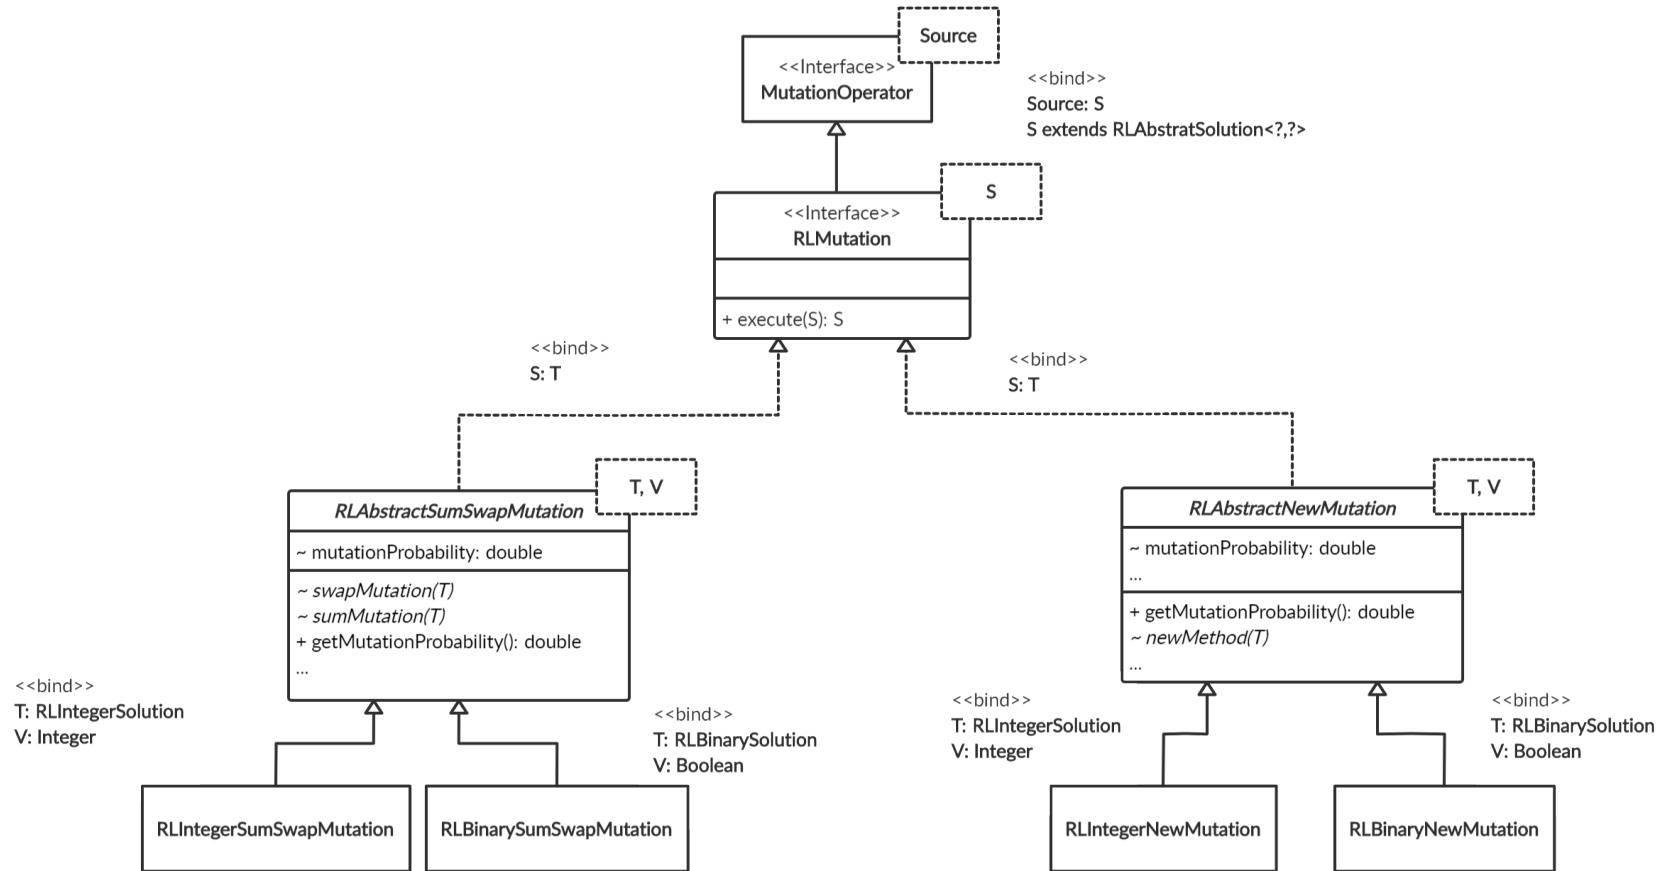 Source
<<Interface>>
MutationOperator
<<bind>>
Source: S
S extends RLAbstratSolution<?,?>
S
<<Interface>>
RLMutation
+ execute(S): S
<<bind>>
S: T
<<bind>>
S: T
T, V
RLAbstractSumSwapMutation
~ mutationProbability: double
~ swapMutation(T)
~ sumMutation(T)
+ getMutationProbability(): double
...
T, V
RLAbstractNewMutation
~ mutationProbability: double
...
+ getMutationProbability(): double
~ newMethod(T)
...
<<bind>>
T: RLIntegerSolution
V: Integer
<<bind>>
T: RLBinarySolution
V: Boolean
<<bind>>
T: RLIntegerSolution
V: Integer
<<bind>>
T: RLBinarySolution
V: Boolean
RLIntegerSumSwapMutation
RLBinarySumSwapMutation
RLIntegerNewMutation
RLBinaryNewMutation